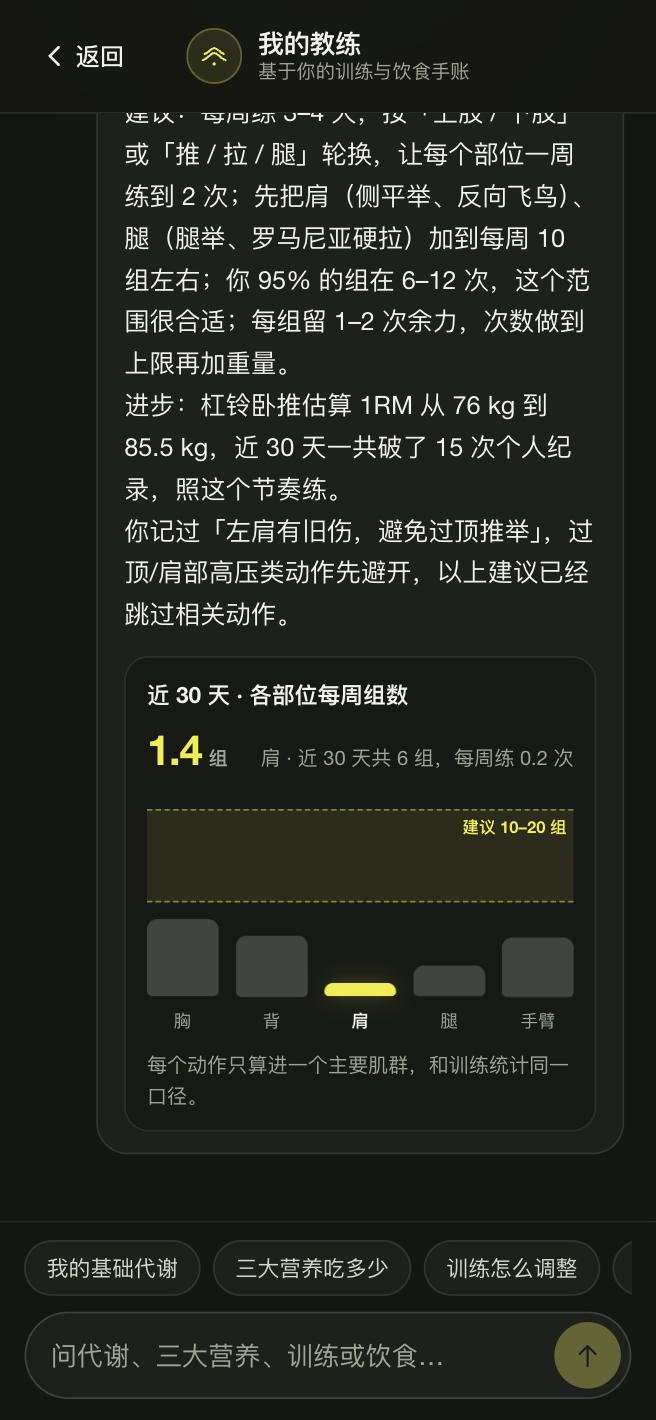 返回
我的教练
基于你的训练与饮食手账
建议：每周练 3–4 天，按「上肢 / 下肢」
或「推 / 拉 / 腿」轮换，让每个部位一周
练到 2 次；先把肩（侧平举、反向飞鸟）、
腿（腿举、罗马尼亚硬拉）加到每周 10
组左右；你 95% 的组在 6–12 次，这个范
围很合适；每组留 1–2 次余力，次数做到
上限再加重量。
进步：杠铃卧推估算 1RM 从 76 kg 到
85.5 kg，近 30 天一共破了 15 次个人纪
录，照这个节奏练。
你记过「左肩有旧伤，避免过顶推举」，过
顶/肩部高压类动作先避开，以上建议已经
跳过相关动作。
近 30 天 · 各部位每周组数
1.4 组 肩 · 近 30 天共 6 组，每周练 0.2 次
建议 10–20 组
胸 背 肩 腿 手臂
每个动作只算进一个主要肌群，和训练统计同一
口径。
我的基础代谢 三大营养吃多少 训练怎么调整
问代谢、三大营养、训练或饮食...